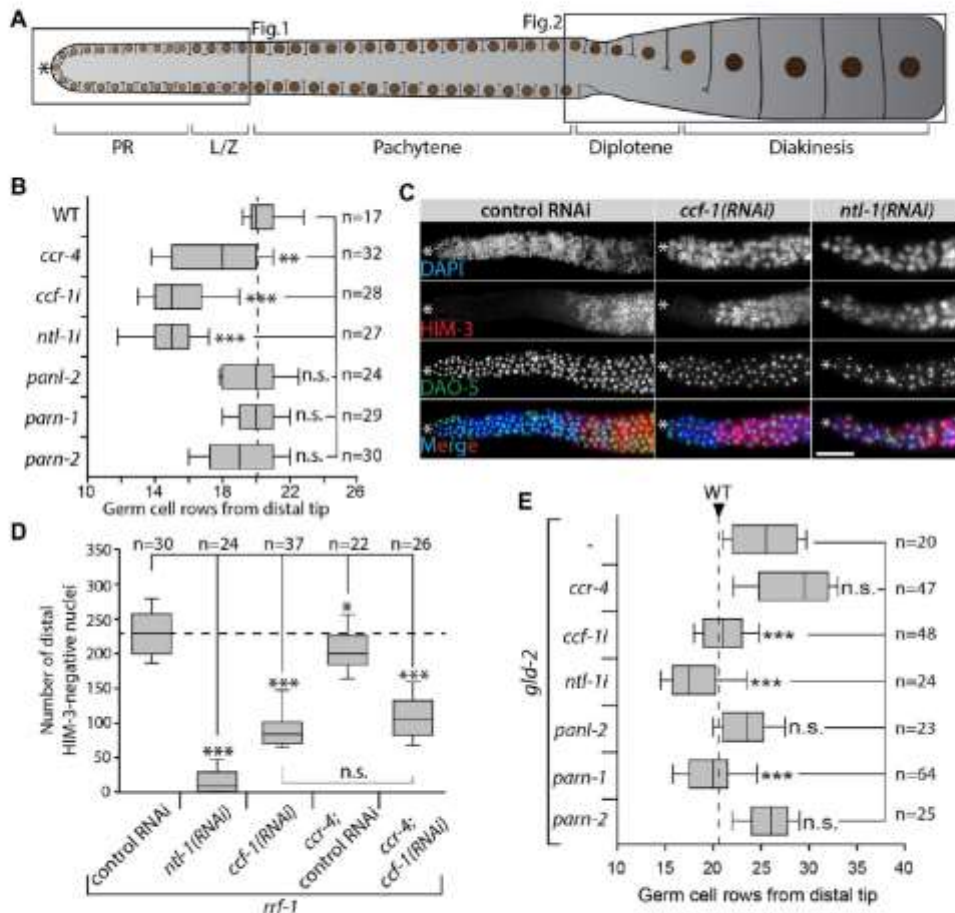 A
Fig.1
Fig.2
*
PR
L/Z
Pachytene
Diplotene
Diakinesis
B
WT
n=17
ccr-4
**
n=32
ccf-1i
***
n=28
ntl-1i
***
n=27
panl-2
n.s.
n=24
parn-1
n.s.
n=29
parn-2
n.s.
n=30
10 14 18 22 26
Germ cell rows from distal tip
C
control RNAi
ccf-1(RNAi)
ntl-1(RNAi)
* * *
DAPI
* * *
HIM-3
* * *
DAO-5
* * *
Merge
D
n=30 n=24 n=37 n=22 n=26
Number of distal
HIM-3-negative nuclei
350
300
250
200
150
100
50
0
***
***
*
***
n.s.
control RNAi
ntl-1(RNAi)
ccf-1(RNAi)
ccr-4;
control RNAi
ccr-4;
ccf-1(RNAi)
rrf-1
E
WT
gld-2
-
n=20
ccr-4
n.s.
n=47
ccf-1i
***
n=48
ntl-1i
***
n=24
panl-2
n.s.
n=23
parn-1
***
n=64
parn-2
n.s.
n=25
10 15 20 25 30 35 40
Germ cell rows from distal tip